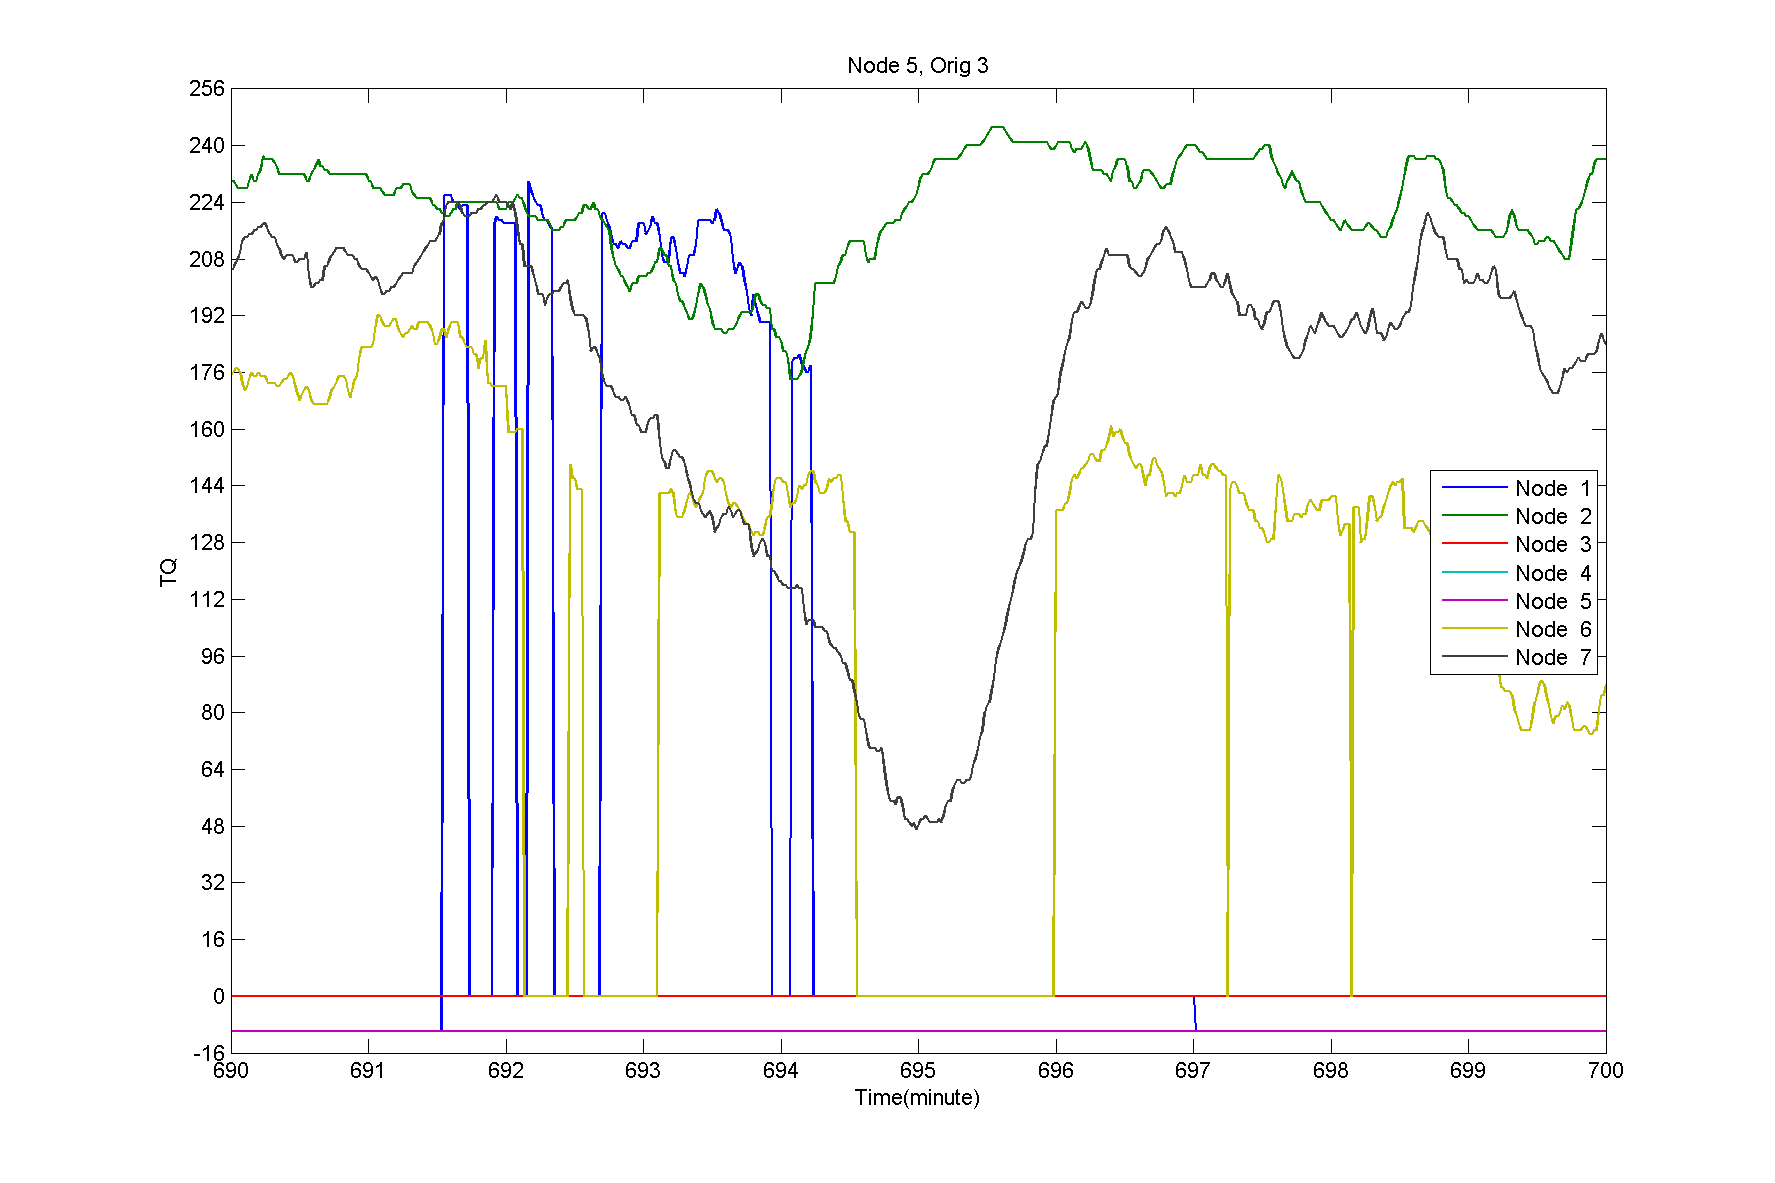 Node 5, Orig 3
256
240
224
208
192
176
160
144
128
112
96
80
64
48
32
16
0
-16
TQ
690 691 692 693 694 695 696 697 698 699 700
Time(minute)
Node 1
Node 2
Node 3
Node 4
Node 5
Node 6
Node 7